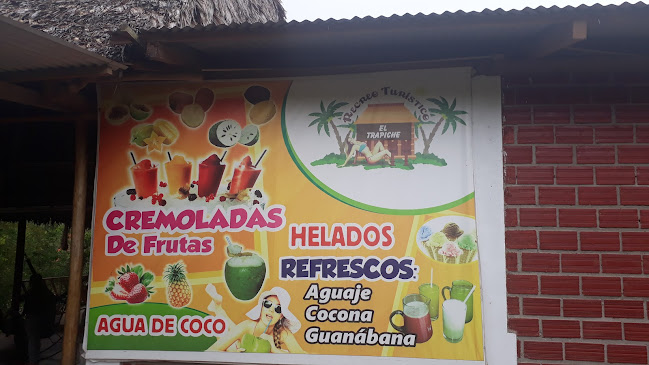 Recreo Turístico
EL
TRAPICHE
CREMOLADAS
De Frutas
HELADOS
REFRESCOS:
Aguaje
Cocona
Guanábana
AGUA DE COCO